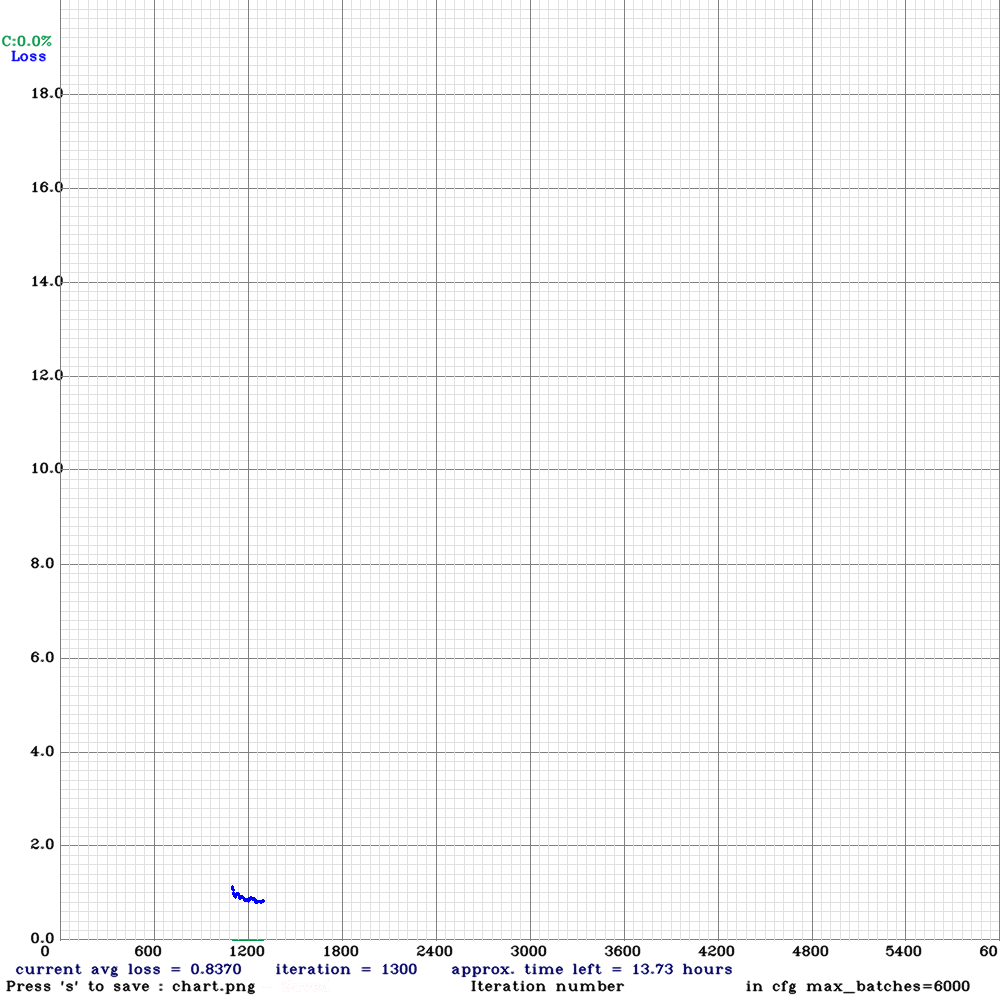 C:0.0%
Loss
18.0
16.0
14.0
12.0
10.0
8.0
6.0
4.0
2.0
0.0
0 600 1200 1800 2400 3000 3600 4200 4800 5400 60
current avg loss = 0.8370 iteration = 1300 approx. time left = 13.73 hours
Press 's' to save : chart.png Iteration number in cfg max_batches=6000